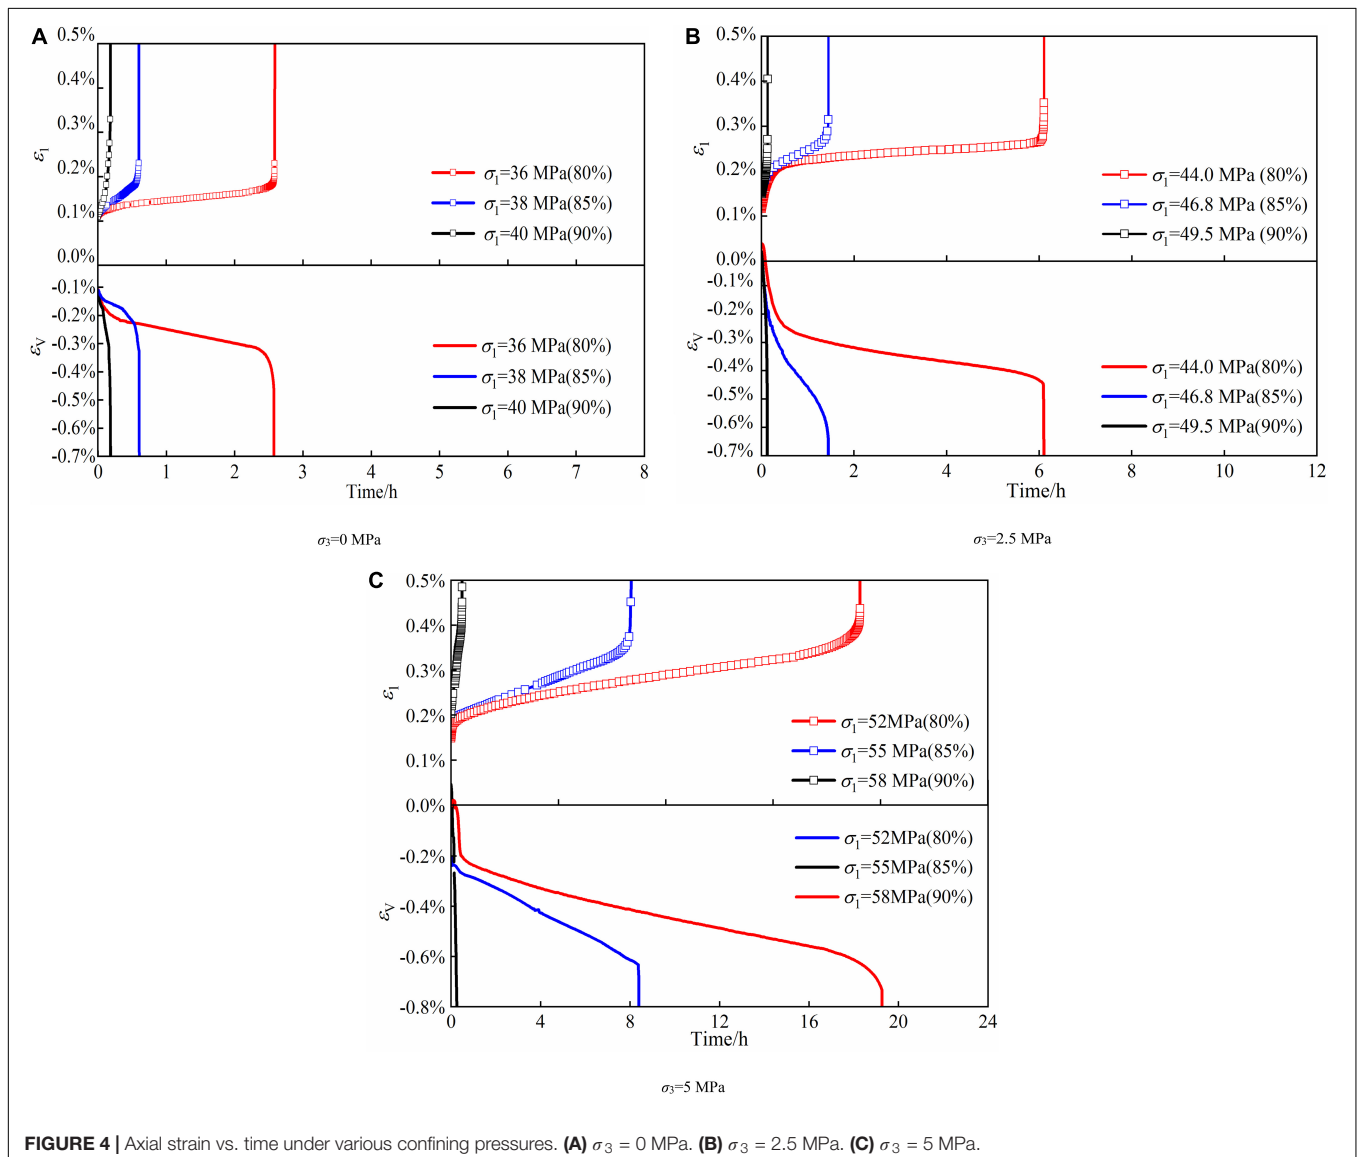 A
0.5%
0.4%
0.3%
0.2%
0.1%
0.0%
ε1
σ1=36 MPa(80%)
σ1=38 MPa(85%)
σ1=40 MPa(90%)
-0.1%
-0.2%
-0.3%
-0.4%
-0.5%
-0.6%
-0.7%
εV
σ1=36 MPa(80%)
σ1=38 MPa(85%)
σ1=40 MPa(90%)
0 1 2 3 4 5 6 7 8
Time/h
σ3=0 MPa
B
0.5%
0.4%
0.3%
0.2%
0.1%
0.0%
ε1
σ1=44.0 MPa (80%)
σ1=46.8 MPa (85%)
σ1=49.5 MPa (90%)
-0.1%
-0.2%
-0.3%
-0.4%
-0.5%
-0.6%
-0.7%
εV
σ1=44.0 MPa(80%)
σ1=46.8 MPa(85%)
σ1=49.5 MPa(90%)
0 2 4 6 8 10 12
Time/h
σ3=2.5 MPa
C
0.5%
0.4%
0.3%
0.2%
0.1%
0.0%
ε1
σ1=52MPa(80%)
σ1=55 MPa(85%)
σ1=58 MPa(90%)
-0.2%
-0.4%
-0.6%
-0.8%
εV
σ1=52MPa(80%)
σ1=55MPa(85%)
σ1=58MPa(90%)
0 4 8 12 16 20 24
Time/h
σ3=5 MPa
FIGURE 4 | Axial strain vs. time under various confining pressures. (A) σ3 = 0 MPa. (B) σ3 = 2.5 MPa. (C) σ3 = 5 MPa.